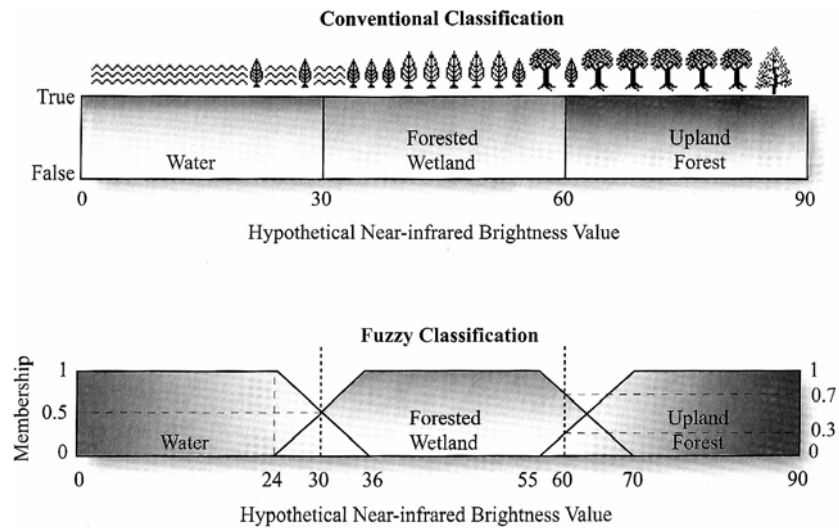 Conventional Classification
True
False
Water
Forested
Wetland
Upland
Forest
0 30 60 90
Hypothetical Near-infrared Brightness Value
Fuzzy Classification
Membership
1
0.5
0
Water
Forested
Wetland
Upland
Forest
1
0.7
0.3
0
0 24 30 36 55 60 70 90
Hypothetical Near-infrared Brightness Value